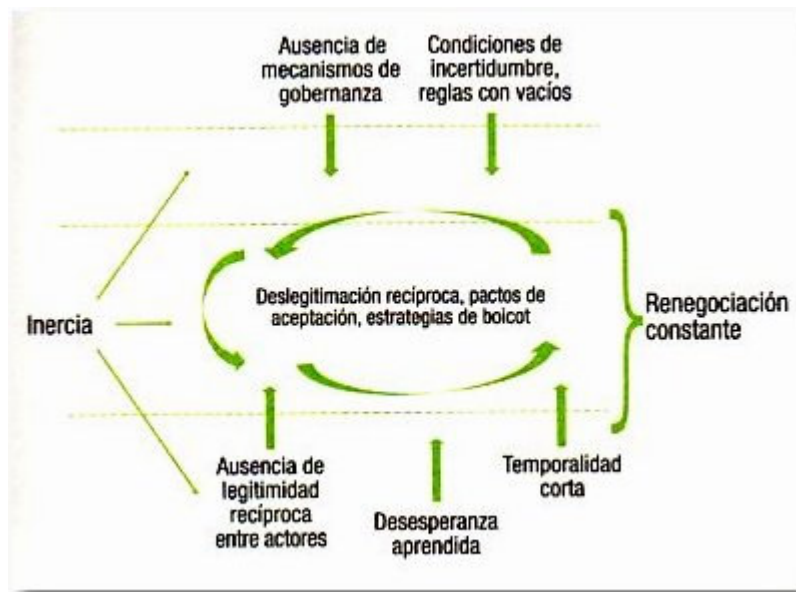 Ausencia de
mecanismos de
gobernanza
Condiciones de
incertidumbre,
reglas con vacíos
Inercia
Deslegitimación recíproca, pactos de
aceptación, estrategias de boicot
Renegociación
constante
Ausencia de
legitimidad
recíproca
entre actores
Desesperanza
aprendida
Temporalidad
corta